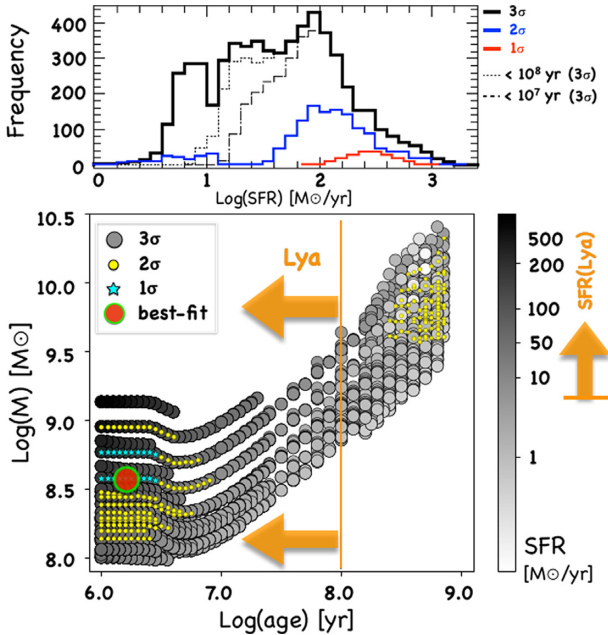 400
300
200
100
0
Frequency
0
1
2
3
Log(SFR) [M⊙/yr]
3σ
2σ
1σ
< 10⁸ yr (3σ)
< 10⁷ yr (3σ)
10.5
10.0
9.5
9.0
8.5
8.0
Log(M) [M⊙]
3σ
2σ
1σ
best-fit
Lya
6.0
7.0
8.0
9.0
Log(age) [yr]
500
200
100
50
10
1
SFR
[M⊙/yr]
SFR(Lya)